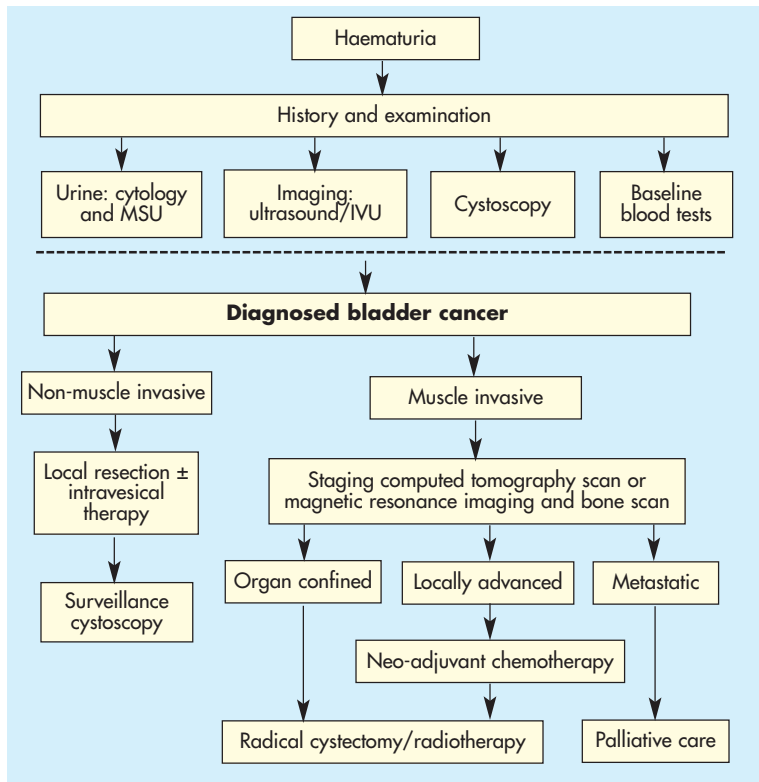 Haematuria
History and examination
Urine: cytology
and MSU
Imaging:
ultrasound/IVU
Cystoscopy
Baseline
blood tests
Diagnosed bladder cancer
Non-muscle invasive
Muscle invasive
Local resection ±
intravesical
therapy
Staging computed tomography scan or
magnetic resonance imaging and bone scan
Surveillance
cystoscopy
Organ confined
Locally advanced
Metastatic
Neo-adjuvant chemotherapy
Radical cystectomy/radiotherapy
Palliative care